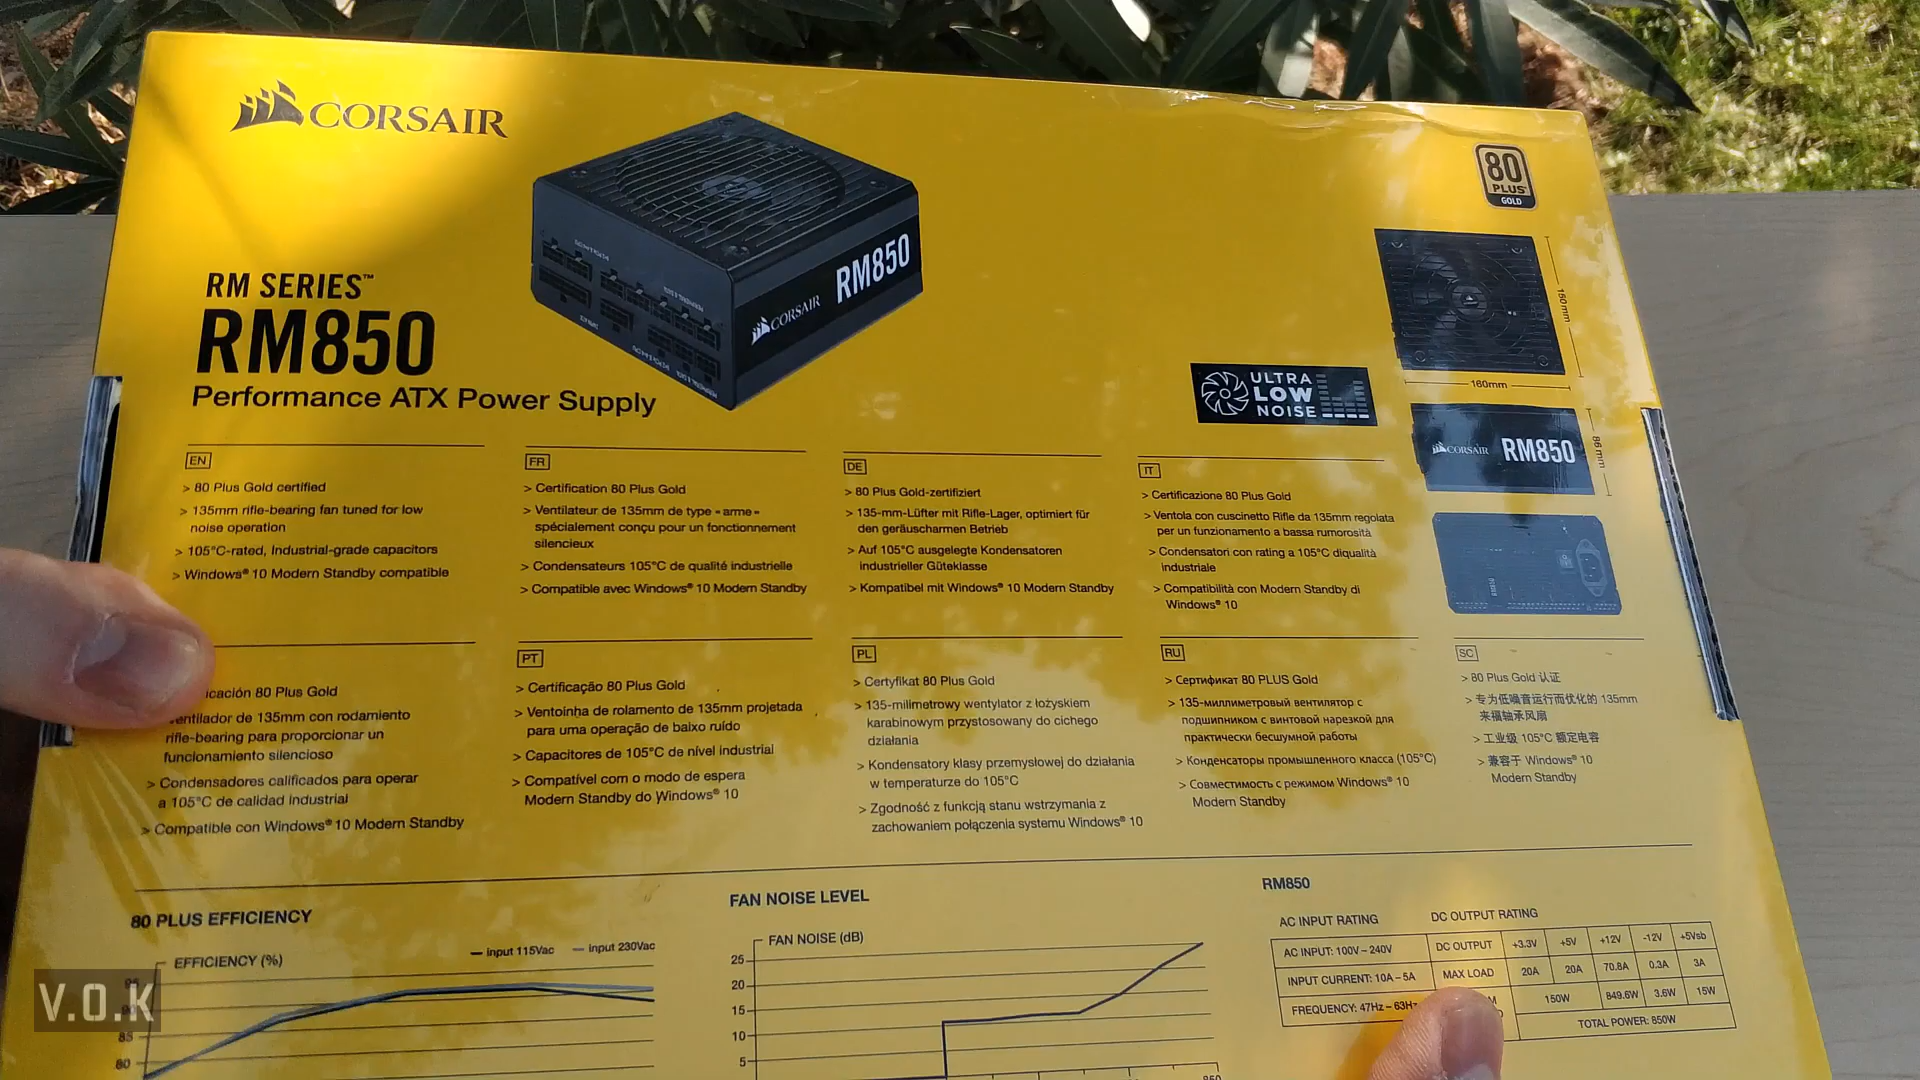 CORSAIR
80
PLUS
GOLD
RM SERIES™
RM850
Performance ATX Power Supply
CORSAIR RM850
ULTRA
LOW
NOISE
150mm
160mm
CORSAIR RM850
86 mm
EN
> 80 Plus Gold certified
> 135mm rifle-bearing fan tuned for low
noise operation
> 105°C-rated, Industrial-grade capacitors
> Windows® 10 Modern Standby compatible
FR
> Certification 80 Plus Gold
> Ventilateur de 135mm de type « arme »
spécialement conçu pour un fonctionnement
silencieux
> Condensateurs 105°C de qualité industrielle
> Compatible avec Windows® 10 Modern Standby
DE
> 80 Plus Gold-zertifiziert
> 135-mm-Lüfter mit Rifle-Lager, optimiert für
den geräuscharmen Betrieb
> Auf 105°C ausgelegte Kondensatoren
industrieller Güteklasse
> Kompatibel mit Windows® 10 Modern Standby
IT
> Certificazione 80 Plus Gold
> Ventola con cuscinetto Rifle da 135mm regolata
per un funzionamento a bassa rumorosità
> Condensatori con rating a 105°C diqualità
industriale
> Compatibilità con Modern Standby di
Windows® 10
icación 80 Plus Gold
entilador de 135mm con rodamiento
rifle-bearing para proporcionar un
funcionamiento silencioso
> Condensadores calificados para operar
a 105°C de calidad industrial
> Compatible con Windows® 10 Modern Standby
PT
> Certificação 80 Plus Gold
> Ventoinha de rolamento de 135mm projetada
para uma operação de baixo ruído
> Capacitores de 105°C de nível industrial
> Compatível com o modo de espera
Modern Standby do Windows® 10
PL
> Certyfikat 80 Plus Gold
> 135-milimetrowy wentylator z łożyskiem
karabinowym przystosowany do cichego
działania
> Kondensatory klasy przemysłowej do działania
w temperaturze do 105°C
> Zgodność z funkcją stanu wstrzymania z
zachowaniem połączenia systemu Windows® 10
RU
> Сертификат 80 PLUS Gold
> 135-миллиметровый вентилятор с
подшипником с винтовой нарезкой для
практически бесшумной работы
> Конденсаторы промышленного класса (105°C)
> Совместимость с режимом Windows® 10
Modern Standby
SC
> 80 Plus Gold 认证
> 专为低噪音运行而优化的 135mm
来福轴承风扇
> 工业级 105°C 额定电容
> 兼容于 Windows® 10
Modern Standby
80 PLUS EFFICIENCY
EFFICIENCY (%)
input 115Vac input 230Vac
85
80
FAN NOISE LEVEL
FAN NOISE (dB)
25
20
15
10
5
850
RM850
AC INPUT RATING DC OUTPUT RATING
AC INPUT: 100V – 240V DC OUTPUT +3.3V +5V +12V -12V +5Vsb
INPUT CURRENT: 10A – 5A MAX LOAD 20A 20A 70.8A 0.3A 3A
FREQUENCY: 47Hz – 63Hz M 150W 849.6W 3.6W 15W
TOTAL POWER: 850W
V.O.K